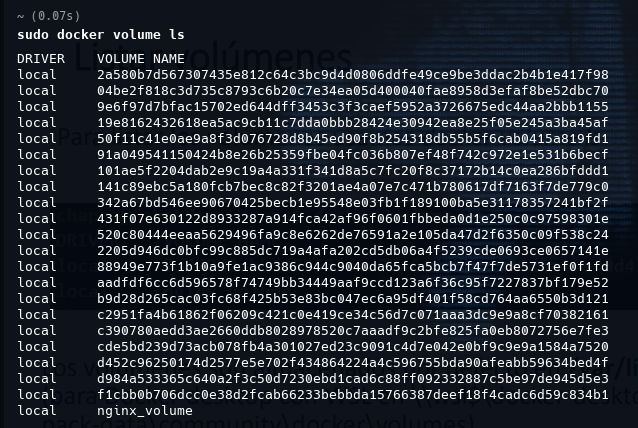 ~ (0.07s)
sudo docker volume ls
DRIVER VOLUME NAME
local 2a580b7d567307435e812c64c3bc9d4d0806ddfe49ce9be3ddac2b4b1e417f98
local 04be2f818c3d735c8793c6b20c7e34ea05d400040fae8958d3efaf8be52dbc70
local 9e6f97d7bfac15702ed644dff3453c3f3caef5952a3726675edc44aa2bbb1155
local 19e8162432618ea5ac9cb11c7dda0bbb28424e30942ea8e25f05e245a3ba45af
local 50f11c41e0ae9a8f3d076728d8b45ed90f8b254318db55b5f6cab0415a819fd1
local 91a049541150424b8e26b25359fbe04fc036b807ef48f742c972e1e531b6becf
local 101ae5f2204dab2e9c19a4a331f341d8a5c7fc20f8c37172b14c0ea286bfddd1
local 141c89ebc5a180fcb7bec8c82f3201ae4a07e7c471b780617df7163f7de779c0
local 342a67bd546ee90670425becb1e95548e03fb1f189100ba5e31178357241bf2f
local 431f07e630122d8933287a914fca42af96f0601fbbeda0d1e250c0c97598301e
local 520c80444eeaa5629496fa9c8e6262de76591a2e105da47d2f6350c09f538c24
local 2205d946dc0bfc99c885dc719a4afa202cd5db06a4f5239cde0693ce0657141e
local 88949e773f1b10a9fe1ac9386c944c9040da65fca5bcb7f47f7de5731ef0f1fd
local aadfdf6cc6d596578f74749bb34449aaf9ccd123a6f36c95f7227837bf179e52
local b9d28d265cac03fc68f425b53e83bc047ec6a95df401f58cd764aa6550b3d121
local c2951fa4b61862f06209c421c0e419ce34c56d7c071aaa3dc9e9a8cf70382161
local c390780aedd3ae2660ddb8028978520c7aaadf9c2bfe825fa0eb8072756e7fe3
local cde5bd239d73acb078fb4a301027ed23c9091c4d7e042e0bf9c9e9a1584a7520
local d452c96250174d2577e5e702f434864224a4c596755bda90afeabb59634bed4f
local d984a533365c640a2f3c50d7230ebd1cad6c88ff092332887c5be97de945d5e3
local f1cbb0b706dcc0e38d2fcab66233bebbda15766387deef18f4cadc6d59c834b1
local nginx_volume